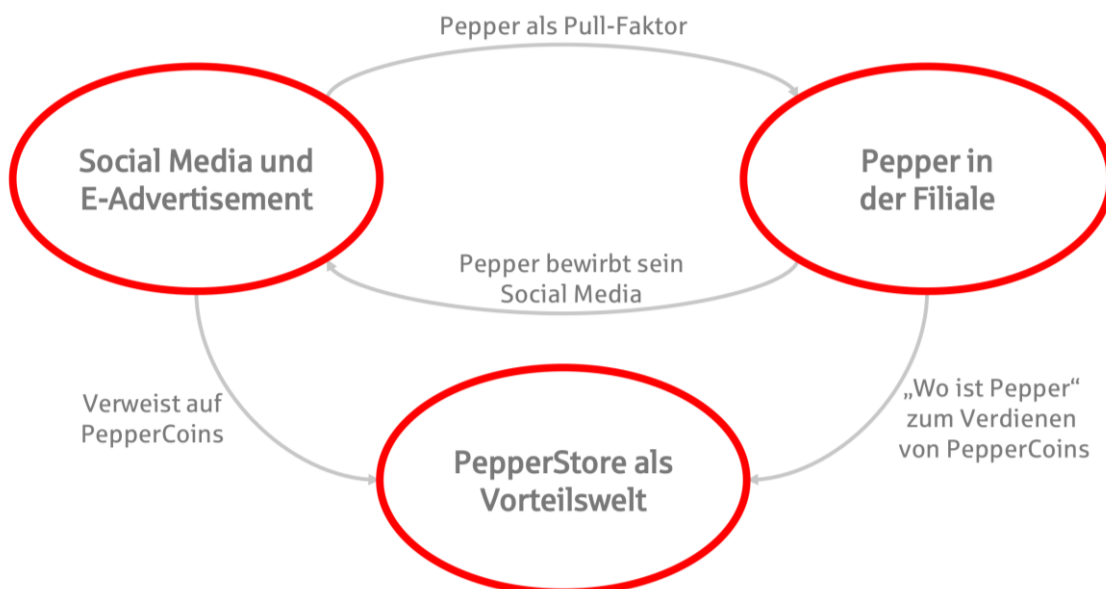 Pepper als Pull-Faktor
Social Media und
E-Advertisement
Pepper in
der Filiale
Pepper bewirbt sein
Social Media
Verweist auf
PepperCoins
„Wo ist Pepper“
zum Verdienen
von PepperCoins
PepperStore als
Vorteilswelt